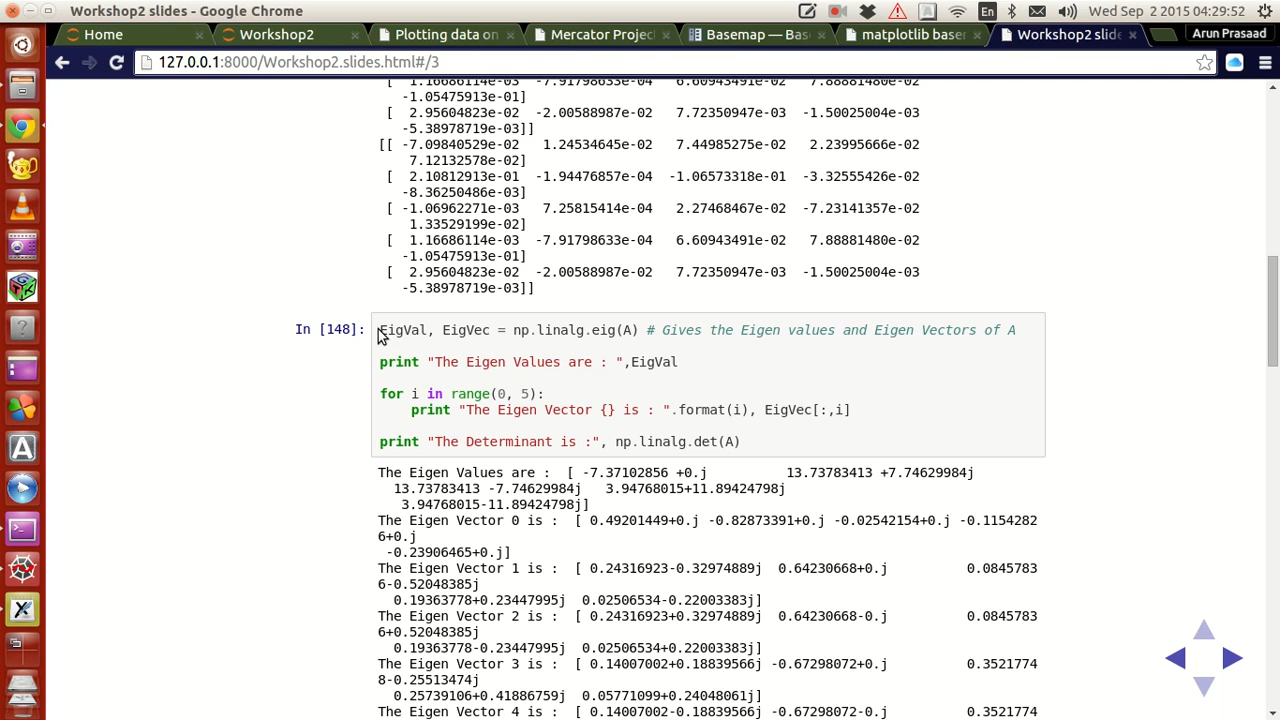 Workshop2 slides - Google Chrome
En
Wed Sep 2 2015 04:29:52
Home
Workshop2
Plotting data on
Mercator Proje
Basemap — Bas
matplotlib base
Workshop2 slid
Arun Prasaad
127.0.0.1:8000/Workshop2.slides.html#/3
[ 1.16686114e-03 -7.91798633e-04 6.60943491e-02 7.88881480e-02
-1.05475913e-01]
[ 2.95604823e-02 -2.00588987e-02 7.72350947e-03 -1.50025004e-03
-5.38978719e-03]]
[[ -7.09840529e-02 1.24534645e-02 7.44985275e-02 2.23995666e-02
7.12132578e-02]
[ 2.10812913e-01 -1.94476857e-04 -1.06573318e-01 -3.32555426e-02
-8.36250486e-03]
[ -1.06962271e-03 7.25815414e-04 2.27468467e-02 -7.23141357e-02
1.33529199e-02]
[ 1.16686114e-03 -7.91798633e-04 6.60943491e-02 7.88881480e-02
-1.05475913e-01]
[ 2.95604823e-02 -2.00588987e-02 7.72350947e-03 -1.50025004e-03
-5.38978719e-03]]
In [148]:
EigVal, EigVec = np.linalg.eig(A) # Gives the Eigen values and Eigen Vectors of A
print "The Eigen Values are : ",EigVal
for i in range(0, 5):
print "The Eigen Vector {} is : ".format(i), EigVec[:,i]
print "The Determinant is :", np.linalg.det(A)
The Eigen Values are : [ -7.37102856 +0.j 13.73783413 +7.74629984j
13.73783413 -7.74629984j 3.94768015+11.89424798j
3.94768015-11.89424798j]
The Eigen Vector 0 is : [ 0.49201449+0.j -0.82873391+0.j -0.02542154+0.j -0.1154282
6+0.j
-0.23906465+0.j]
The Eigen Vector 1 is : [ 0.24316923-0.32974889j 0.64230668+0.j 0.0845783
6-0.52048385j
0.19363778+0.23447995j 0.02506534-0.22003383j]
The Eigen Vector 2 is : [ 0.24316923+0.32974889j 0.64230668-0.j 0.0845783
6+0.52048385j
0.19363778-0.23447995j 0.02506534+0.22003383j]
The Eigen Vector 3 is : [ 0.14007002+0.18839566j -0.67298072+0.j 0.3521774
8-0.25513474j
0.25739106+0.41886759j 0.05771099+0.24048061j]
The Eigen Vector 4 is : [ 0.14007002-0.18839566j -0.67298072-0.j 0.3521774